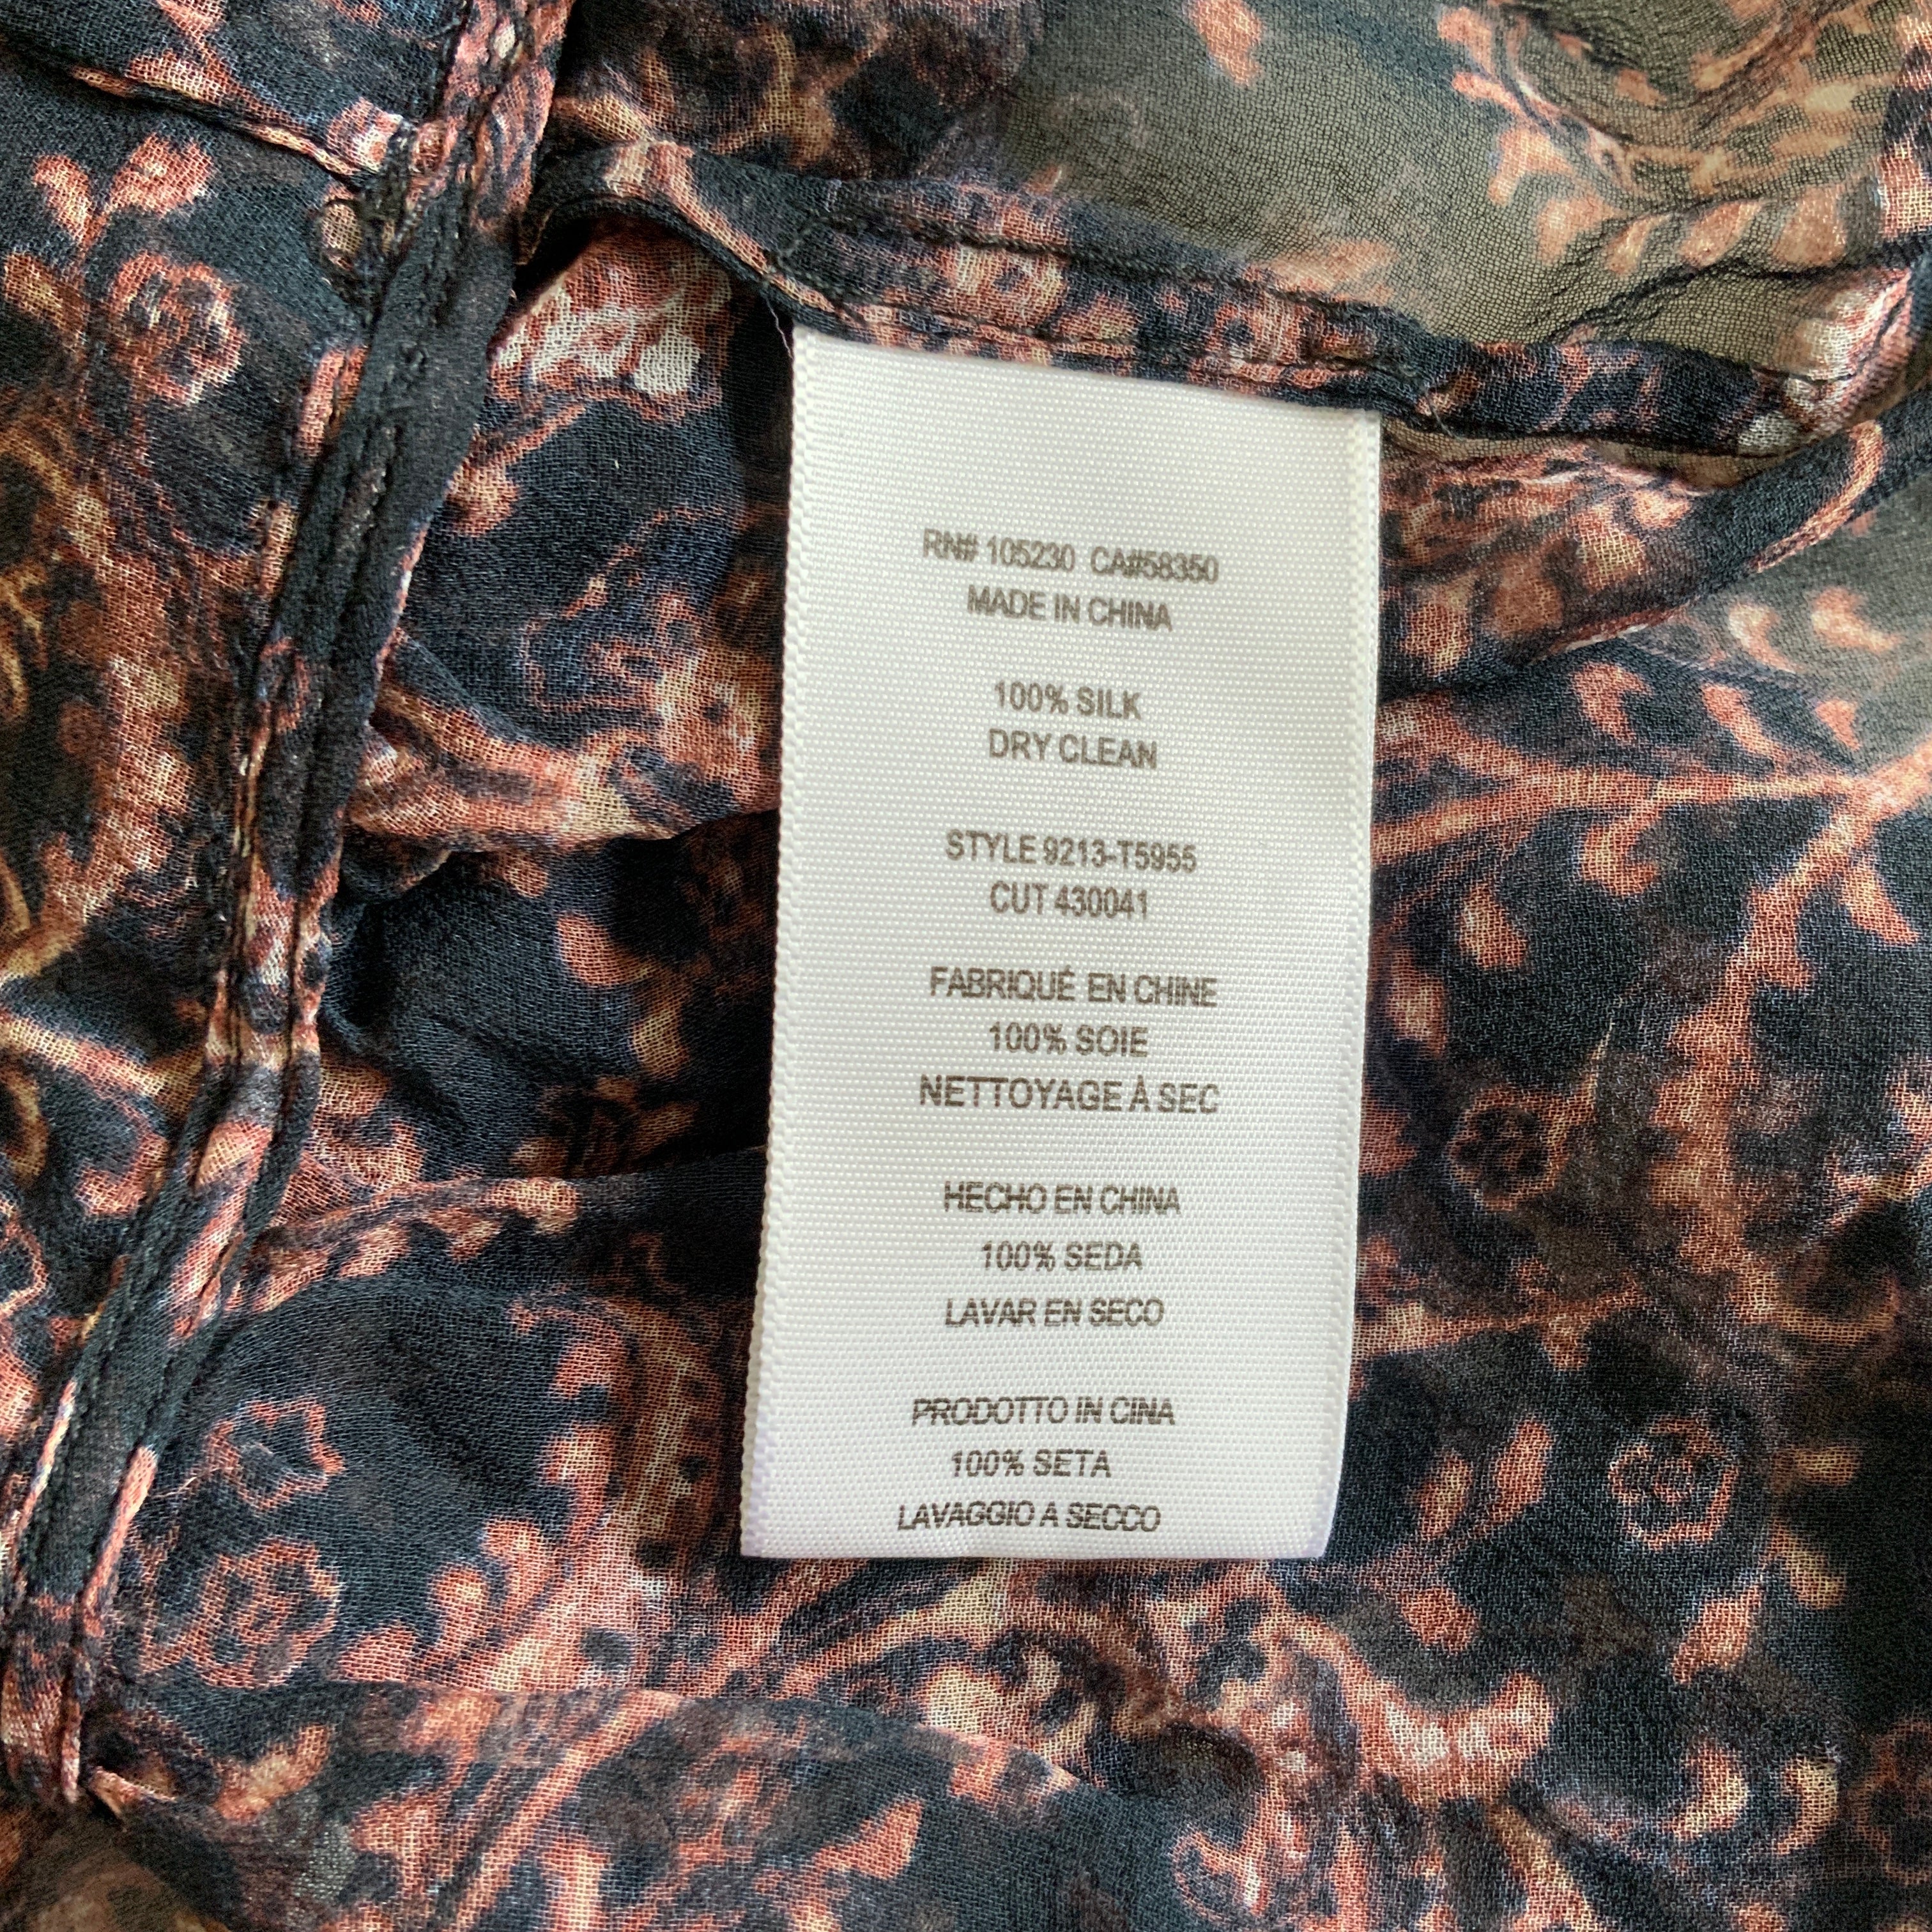 RN# 105230 CA#58350
MADE IN CHINA
100% SILK
DRY CLEAN
STYLE 9213-T5955
CUT 430041
FABRIQUÉ EN CHINE
100% SOIE
NETTOYAGE À SEC
HECHO EN CHINA
100% SEDA
LAVAR EN SECO
PRODOTTO IN CINA
100% SETA
LAVAGGIO A SECCO